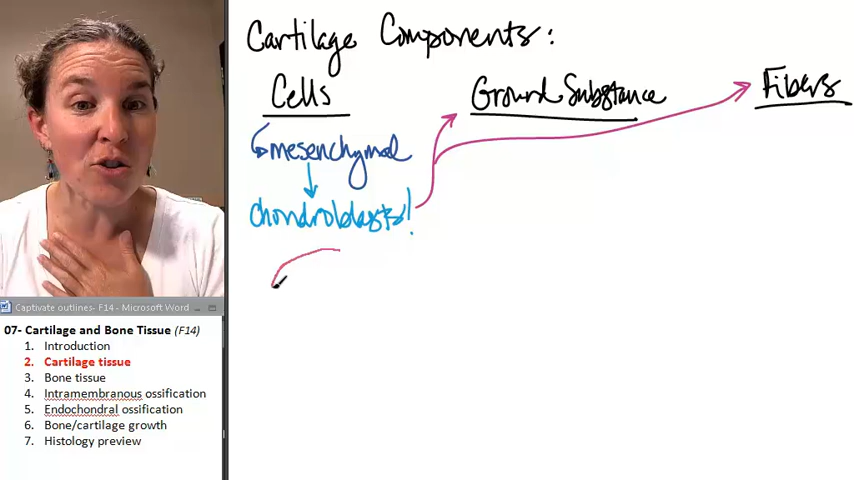 Cartilage Components:
Cells
Ground Substance
Fibers
mesenchymal
chondroblasts!
Captivate outlines- F14 - Microsoft Word
07- Cartilage and Bone Tissue (F14)
1. Introduction
2. Cartilage tissue
3. Bone tissue
4. Intramembranous ossification
5. Endochondral ossification
6. Bone/cartilage growth
7. Histology preview